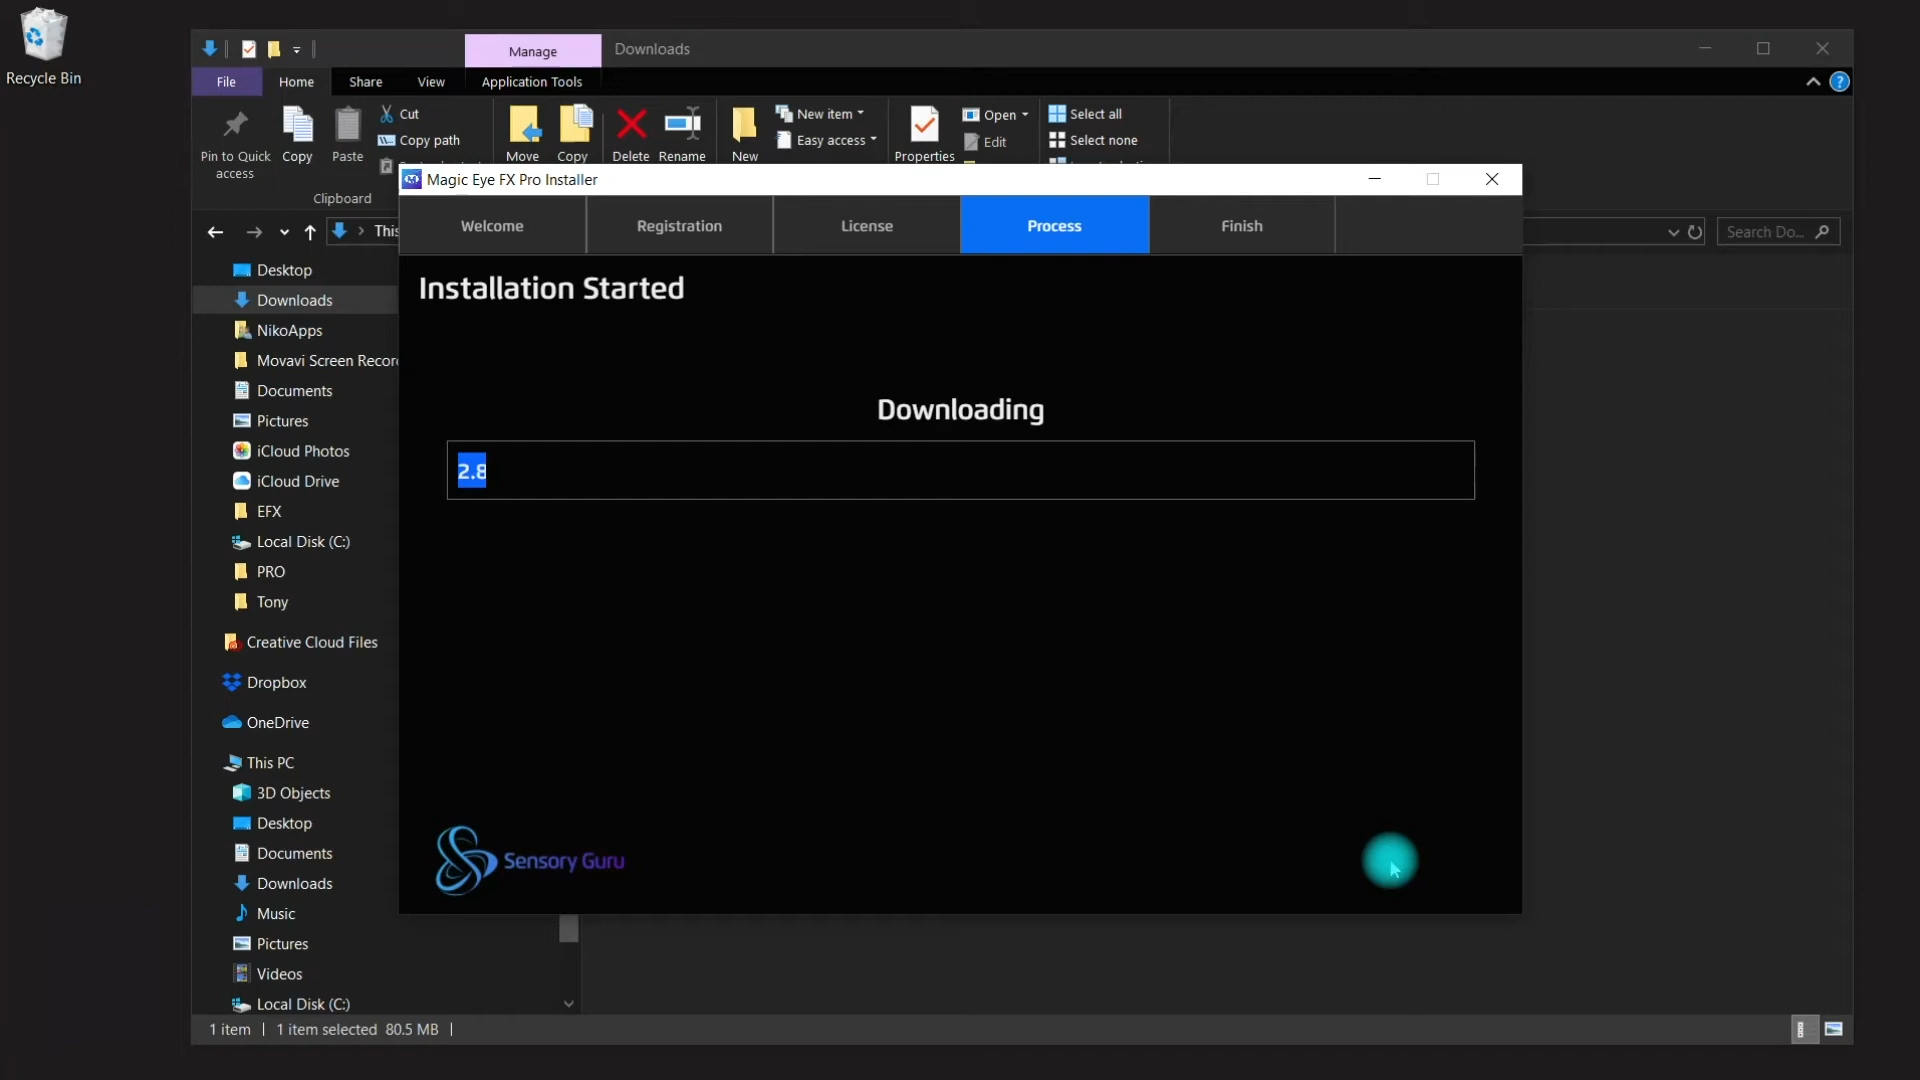 Recycle Bin
Manage
Downloads
File
Home
Share
View
Application Tools
Pin to Quick
access
Copy
Paste
Cut
Copy path
Clipboard
Move
Copy
Delete
Rename
New
New item
Easy access
Properties
Open
Edit
Select all
Select none
Magic Eye FX Pro Installer
Welcome
Registration
License
Process
Finish
This
Search Do...
Installation Started
Downloading
2.8
Sensory Guru
Desktop
Downloads
NikoApps
Movavi Screen Recor
Documents
Pictures
iCloud Photos
iCloud Drive
EFX
Local Disk (C:)
PRO
Tony
Creative Cloud Files
Dropbox
OneDrive
This PC
3D Objects
Desktop
Documents
Downloads
Music
Pictures
Videos
Local Disk (C:)
1 item
1 item selected 80.5 MB